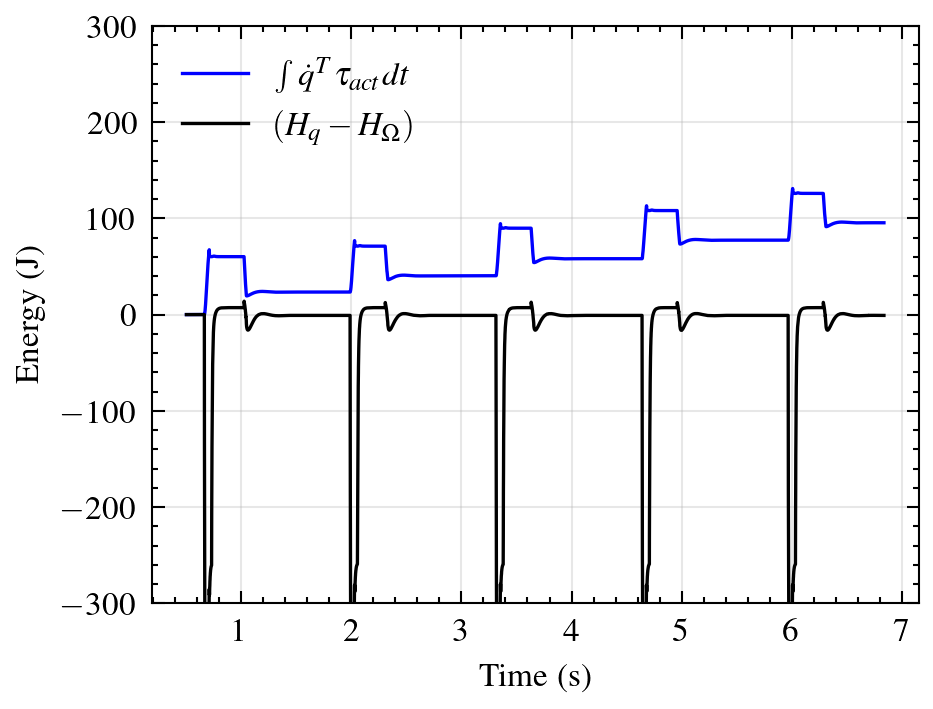 300
200
100
0
−100
−200
−300
Energy (J)
∫ q̇ᵀ τ_act dt
(H_q − H_Ω)
1 2 3 4 5 6 7
Time (s)